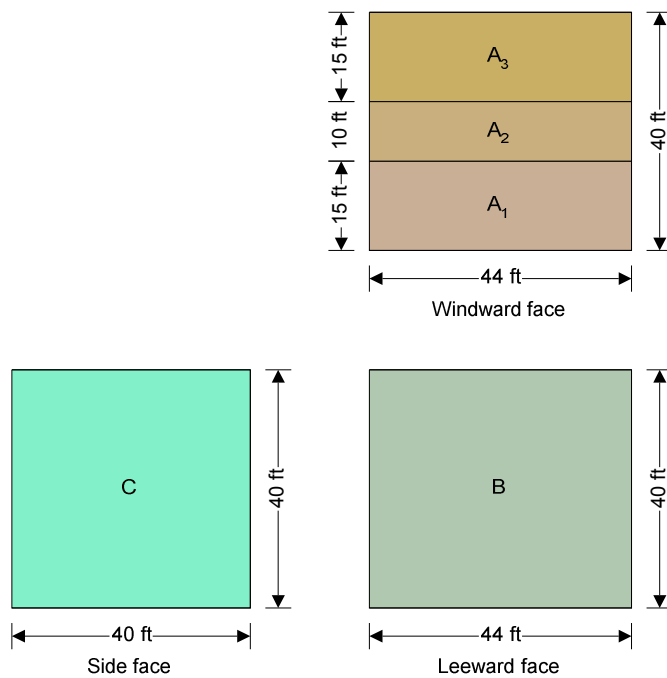 15 ft
A3
10 ft
A2
40 ft
15 ft
A1
44 ft
Windward face
C
40 ft
B
40 ft
40 ft
44 ft
Side face
Leeward face